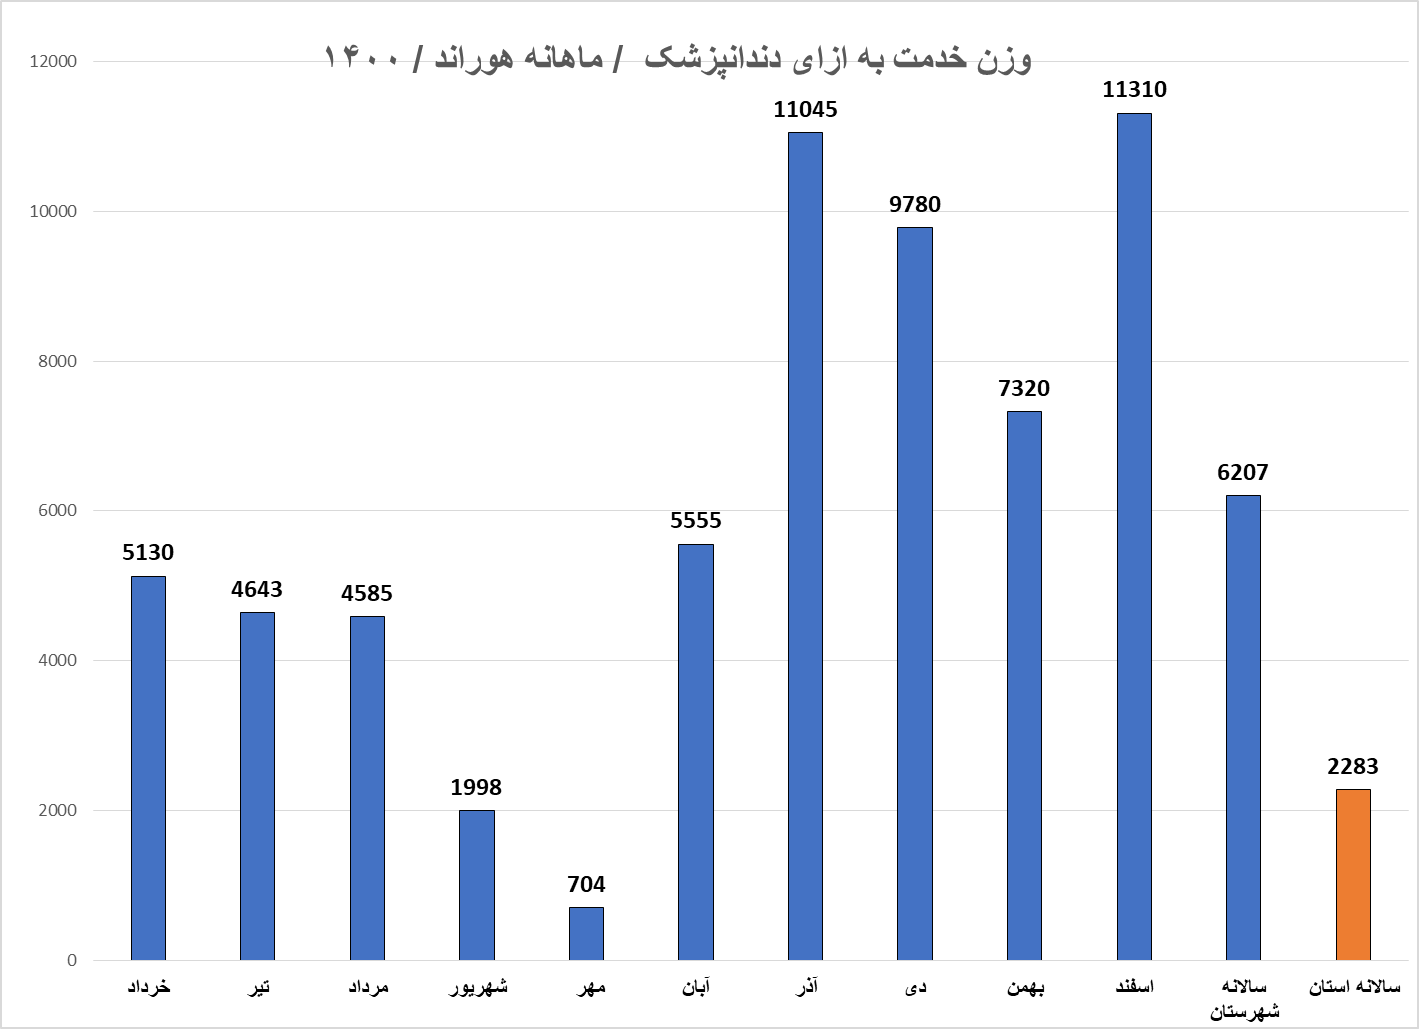 وزن خدمت به ازای دندانپزشک / ماهانه هوراند / ۱۴۰۰
12000
10000
8000
6000
4000
2000
0
5130
4643
4585
1998
704
5555
11045
9780
7320
11310
6207
2283
خرداد
تیر
مرداد
شهریور
مهر
آبان
آذر
دی
بهمن
اسفند
سالانه
شهرستان
سالانه استان